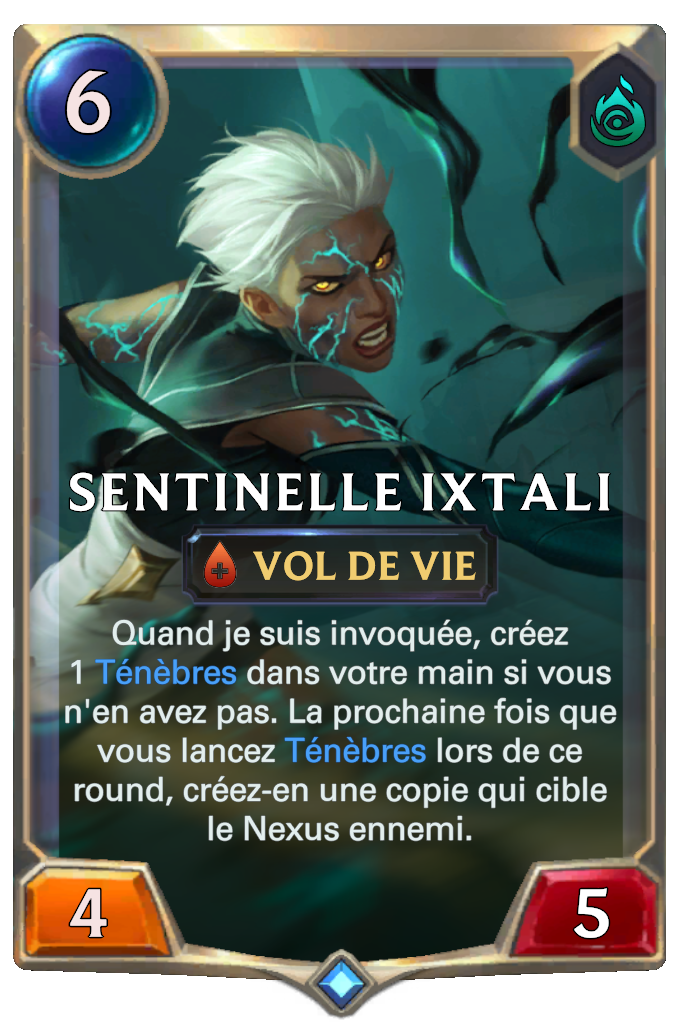 6
SENTINELLE IXTALI
VOL DE VIE
Quand je suis invoquée, créez
1 Ténèbres dans votre main si vous
n'en avez pas. La prochaine fois que
vous lancez Ténèbres lors de ce
round, créez-en une copie qui cible
le Nexus ennemi.
4
5